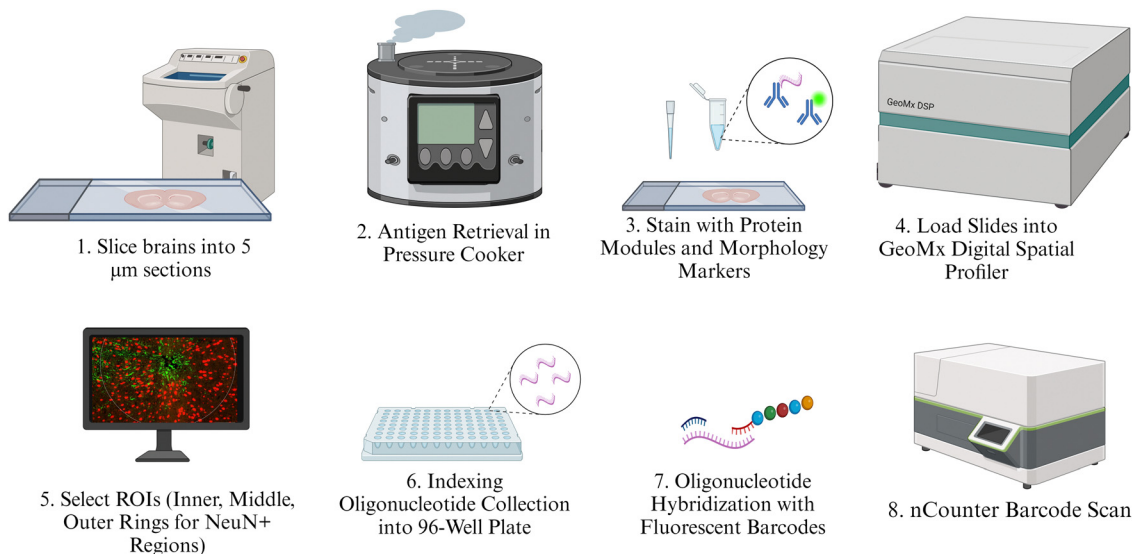 GeoMx DSP
1. Slice brains into 5
μm sections
2. Antigen Retrieval in
Pressure Cooker
3. Stain with Protein
Modules and Morphology
Markers
4. Load Slides into
GeoMx Digital Spatial
Profiler
5. Select ROIs (Inner, Middle,
Outer Rings for NeuN+
Regions)
6. Indexing
Oligonucleotide Collection
into 96-Well Plate
7. Oligonucleotide
Hybridization with
Fluorescent Barcodes
8. nCounter Barcode Scan